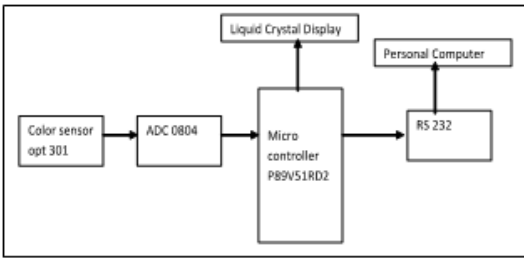 Liquid Crystal Display
Personal Computer
Color sensor
opt 301
ADC 0804
Micro
controller
P89V51RD2
RS 232